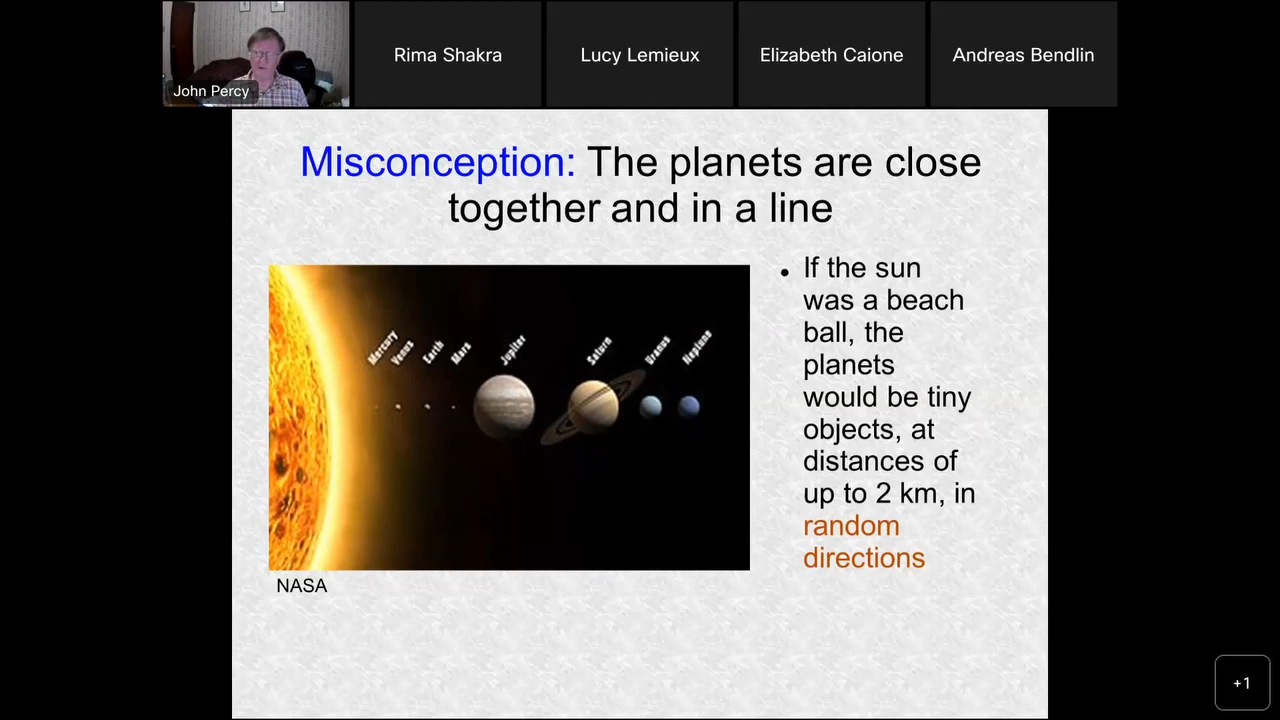 John Percy
Rima Shakra
Lucy Lemieux
Elizabeth Caione
Andreas Bendlin
Misconception: The planets are close
together and in a line
Mercury
Venus
Earth
Mars
Jupiter
Saturn
Uranus
Neptune
• If the sun
was a beach
ball, the
planets
would be tiny
objects, at
distances of
up to 2 km, in
random
directions
NASA
+1